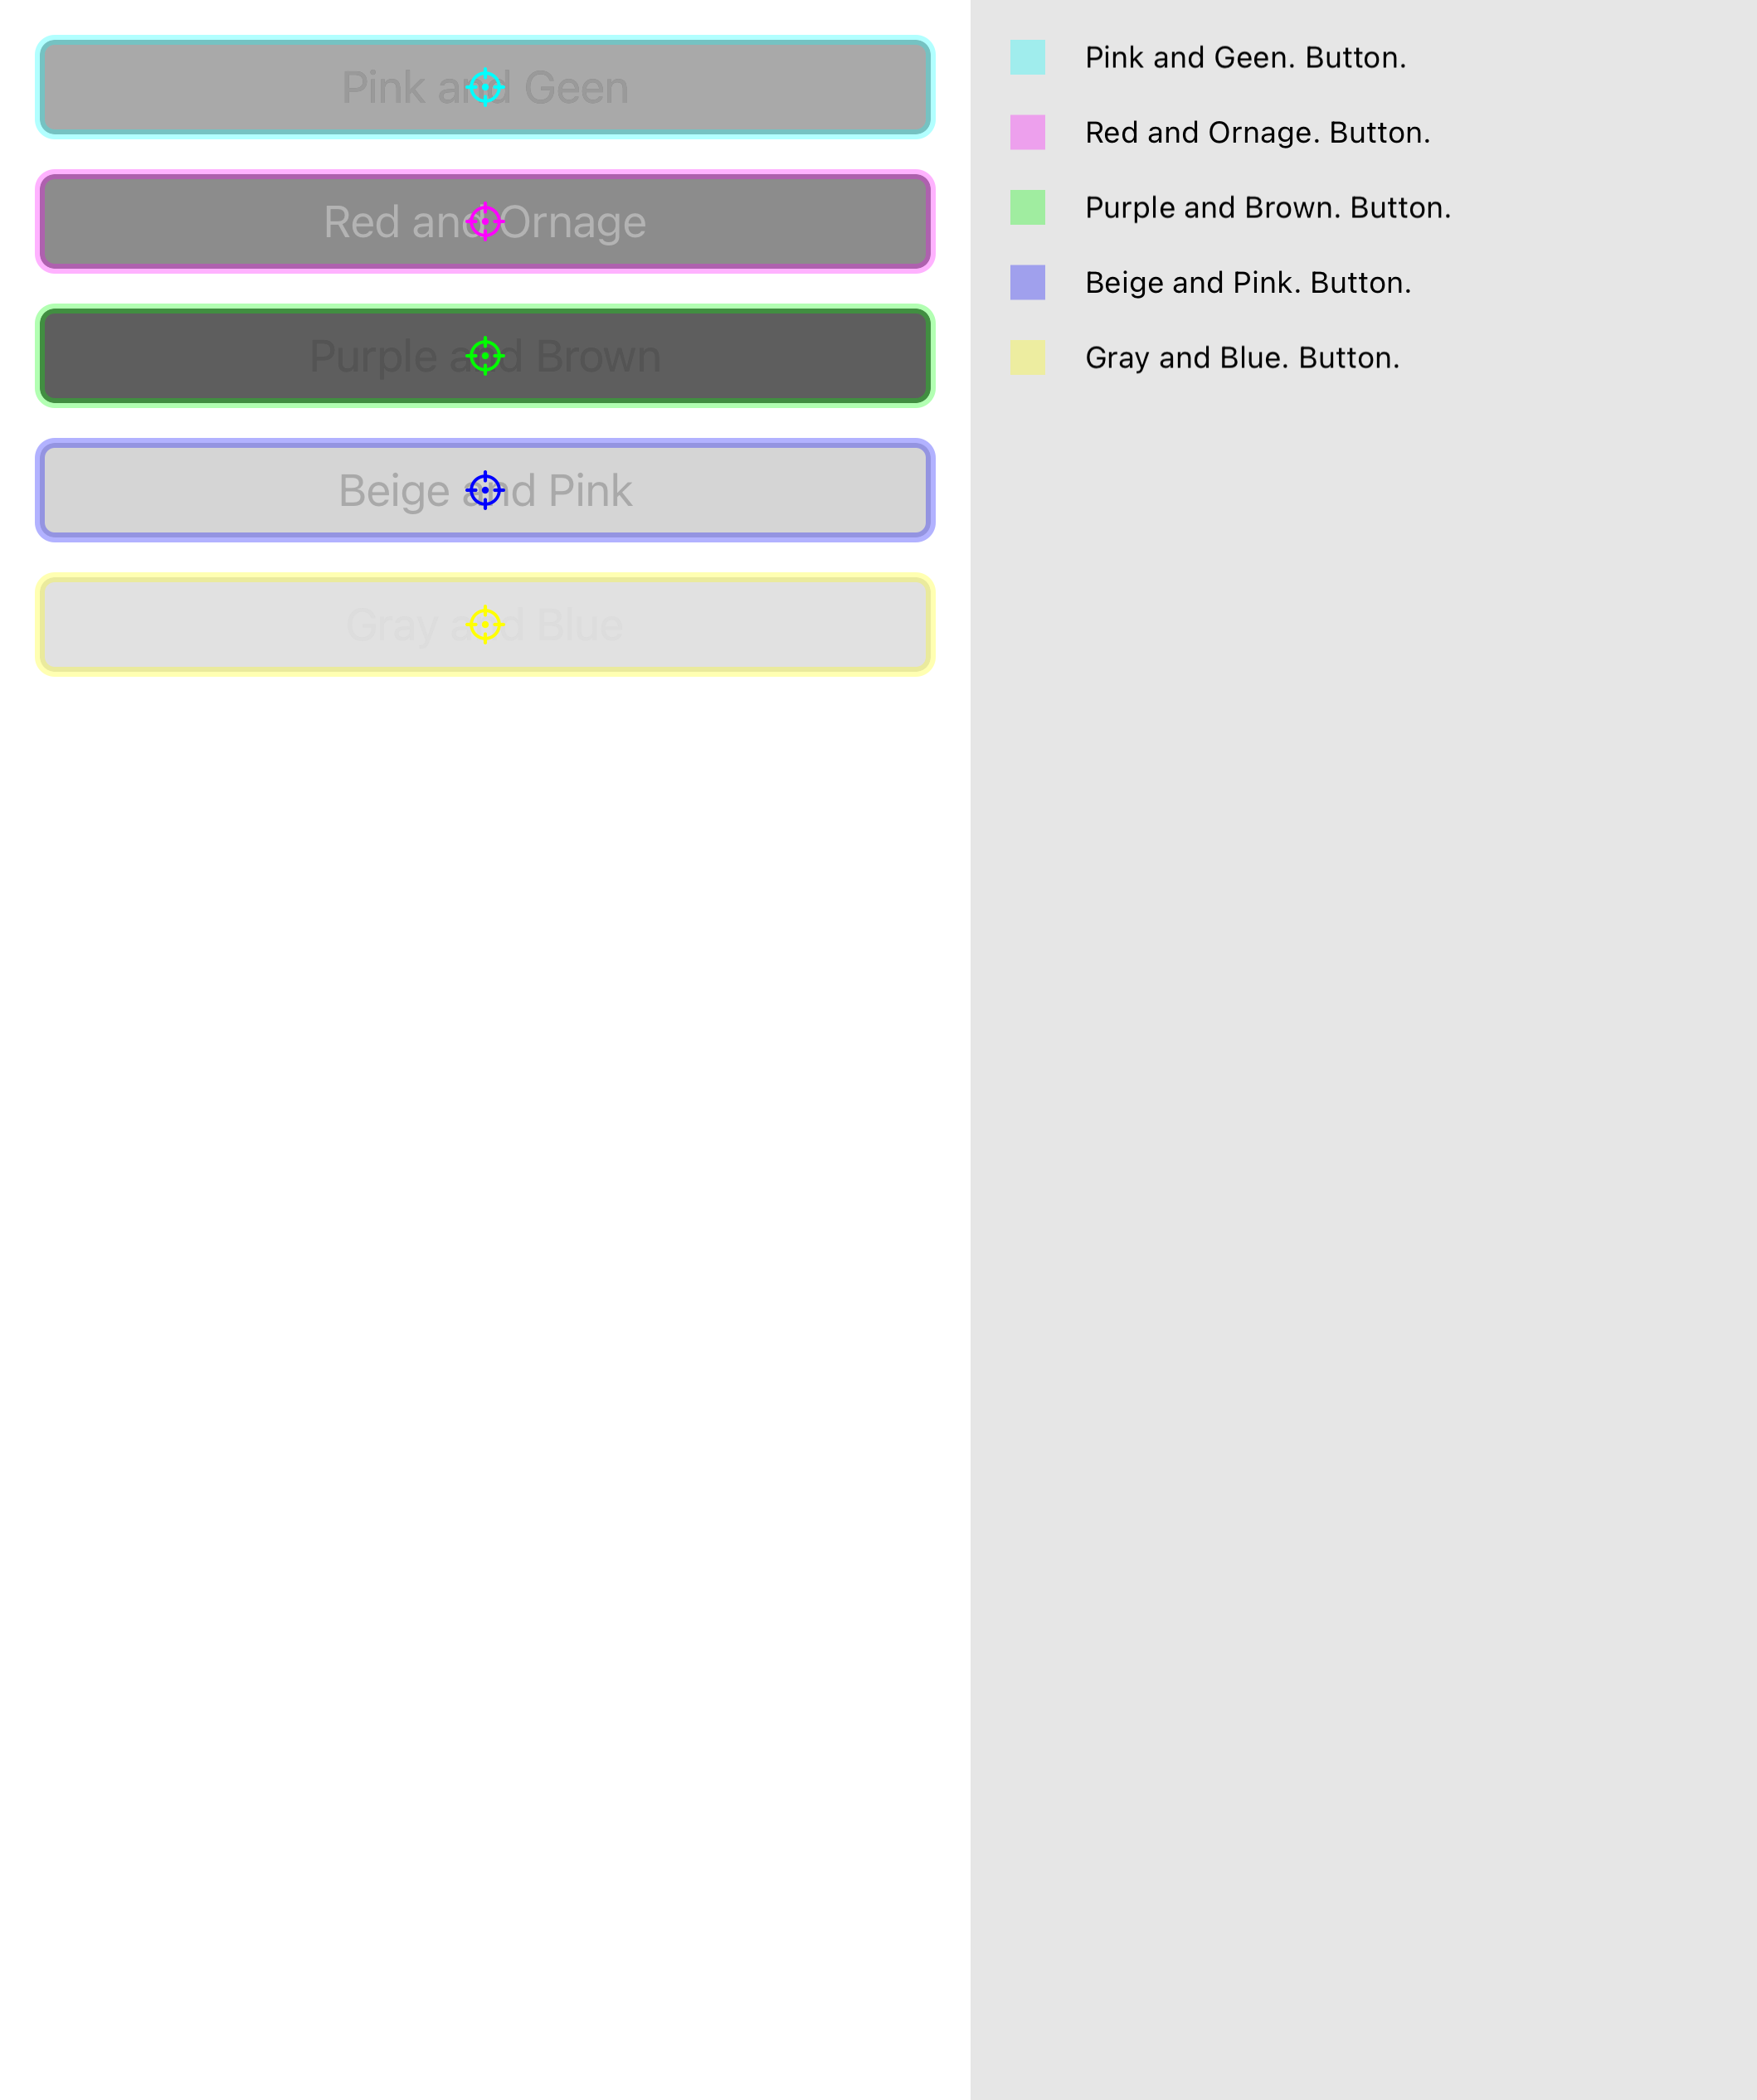 Pink and Geen
Red and Ornage
Purple and Brown
Beige and Pink
Gray and Blue
Pink and Geen. Button.
Red and Ornage. Button.
Purple and Brown. Button.
Beige and Pink. Button.
Gray and Blue. Button.